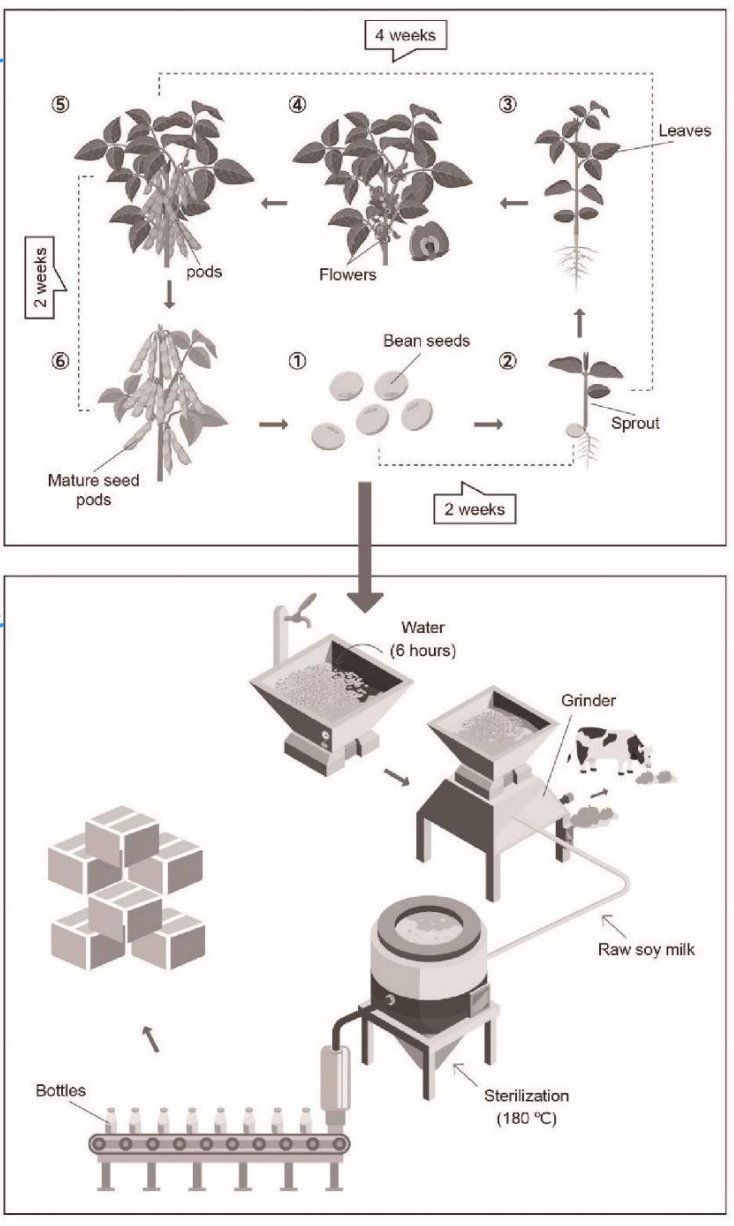 4 weeks
⑤
④
③
Leaves
2 weeks
pods
Flowers
⑥
①
Bean seeds
②
Sprout
Mature seed
pods
2 weeks
Water
(6 hours)
Grinder
Raw soy milk
Bottles
Sterilization
(180 ℃)